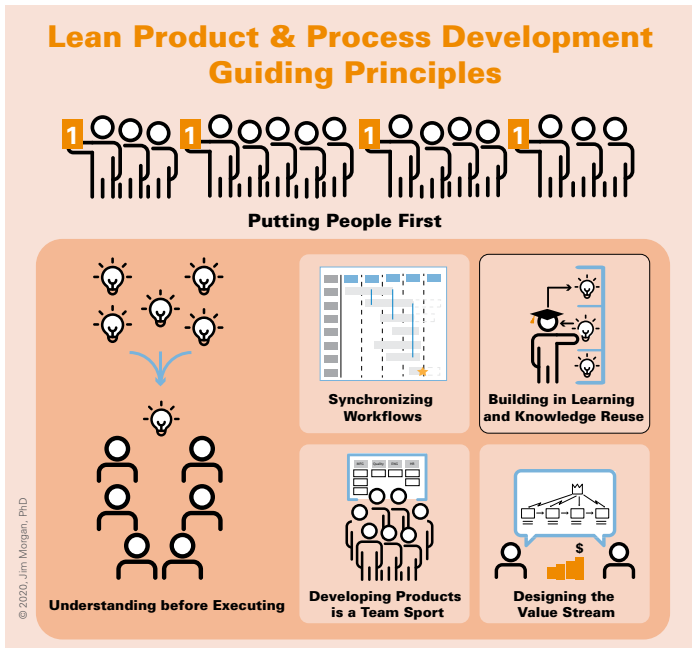 Lean Product & Process Development
Guiding Principles
1
1
1
1
Putting People First
Understanding before Executing
Synchronizing
Workflows
Building in Learning
and Knowledge Reuse
Quality
Developing Products
is a Team Sport
$
Designing the
Value Stream
© 2020, Jim Morgan, PhD